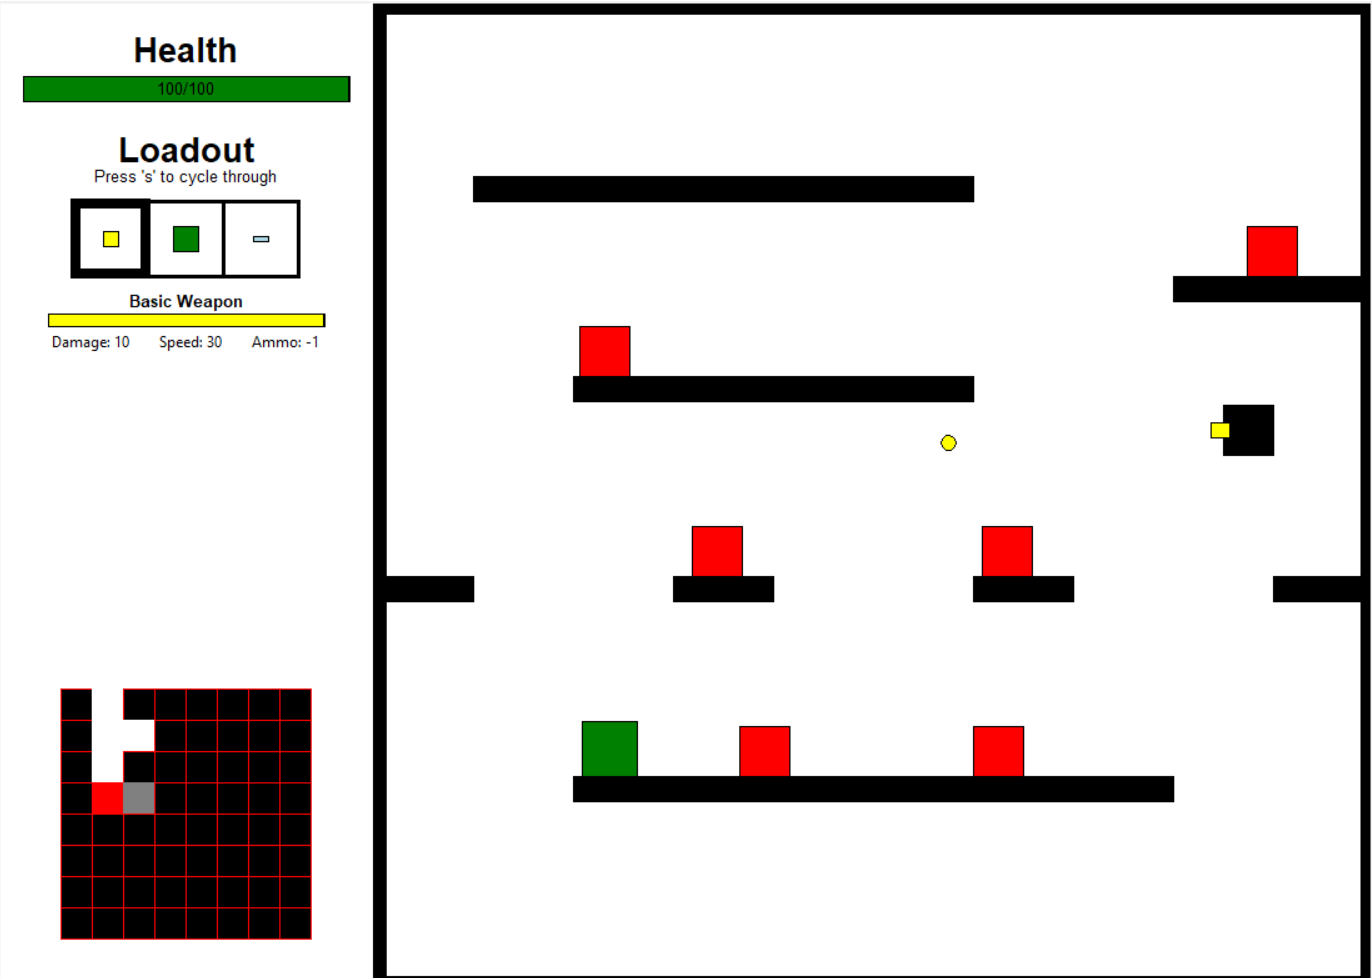 Health
100/100
Loadout
Press 's' to cycle through
Basic Weapon
Damage: 10 Speed: 30 Ammo: -1